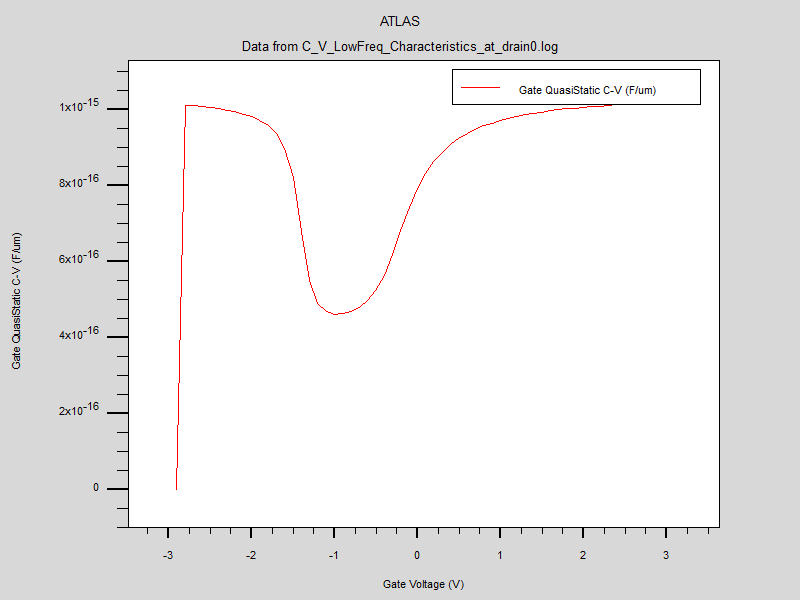 ATLAS
Data from C_V_LowFreq_Characteristics_at_drain0.log
Gate QuasiStatic C-V (F/um)
Gate QuasiStatic C-V (F/um)
1x10-15
8x10-16
6x10-16
4x10-16
2x10-16
0
-3 -2 -1 0 1 2 3
Gate Voltage (V)